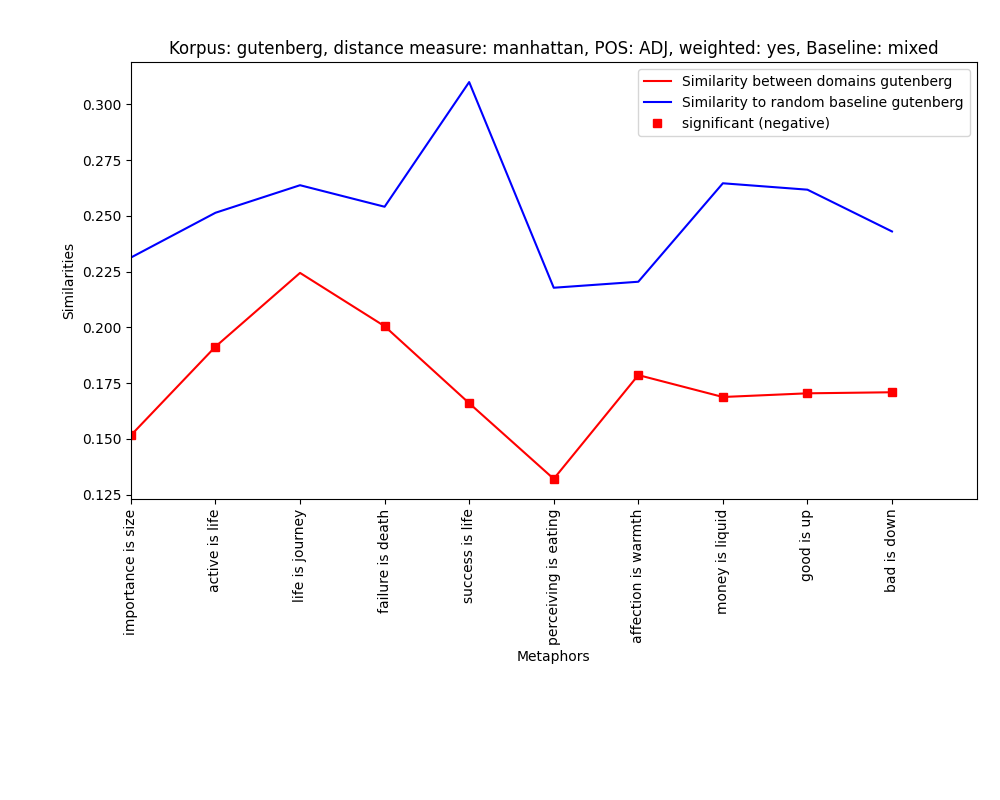 Korpus: gutenberg, distance measure: manhattan, POS: ADJ, weighted: yes, Baseline: mixed
Similarity between domains gutenberg
Similarity to random baseline gutenberg
significant (negative)
Similarities
0.300
0.275
0.250
0.225
0.200
0.175
0.150
0.125
importance is size
active is life
life is journey
failure is death
success is life
perceiving is eating
affection is warmth
money is liquid
good is up
bad is down
Metaphors